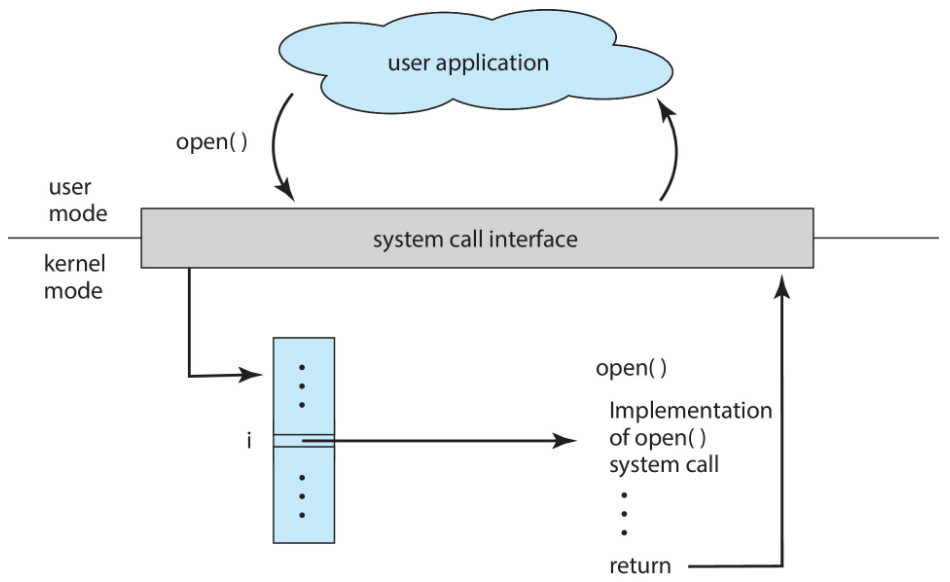 user application
open( )
user
mode
system call interface
kernel
mode
i
open( )
Implementation
of open( )
system call
return